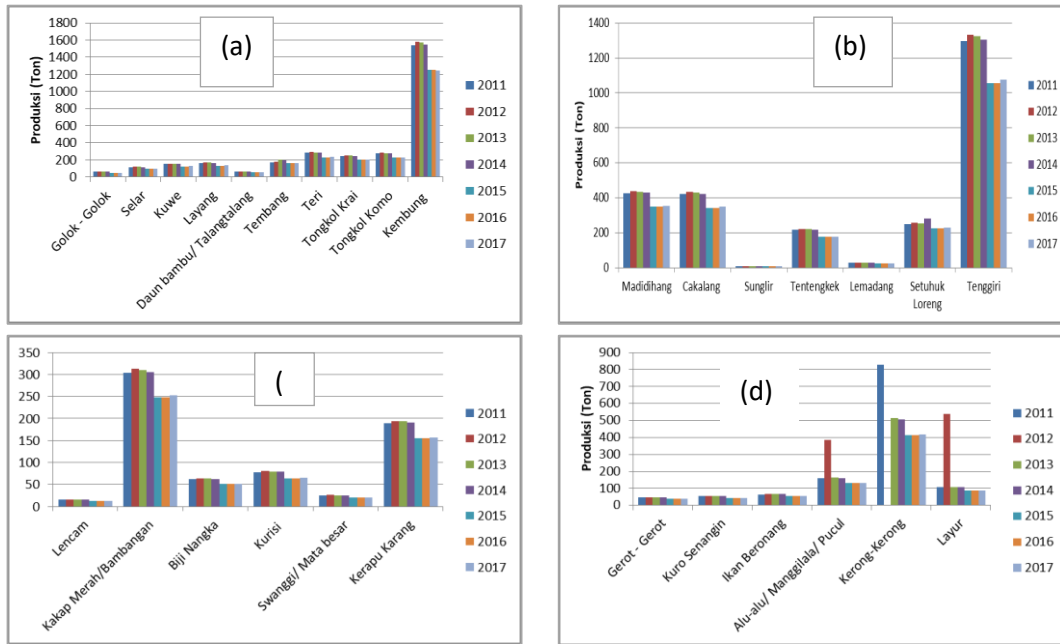 (a)
Produksi (Ton)
1800
1600
1400
1200
1000
800
600
400
200
0
Golok - Golok
Selar
Kuwe
Layang
Daun bambu/ Talangtalang
Tembang
Teri
Tongkol Krai
Tongkol Komo
Kembung
2011
2012
2013
2014
2015
2016
2017
(b)
Produksi (Ton)
1400
1200
1000
800
600
400
200
0
Madidihang
Cakalang
Sunglir
Tentengkek
Lemadang
Setuhuk
Loreng
Tenggiri
2011
2012
2013
2014
2015
2016
2017
(
350
300
250
200
150
100
50
0
Lencam
Kakap Merah/Bambangan
Biji Nangka
Kurisi
Swanggi/ Mata besar
Kerapu Karang
2011
2012
2013
2014
2015
2016
2017
(d)
Produksi (Ton)
900
800
700
600
500
400
300
200
100
0
Gerot - Gerot
Kuro Senangin
Ikan Beronang
Alu-alu/ Manggilala/ Pucul
Kerong-Kerong
Layur
2011
2012
2013
2014
2015
2016
2017